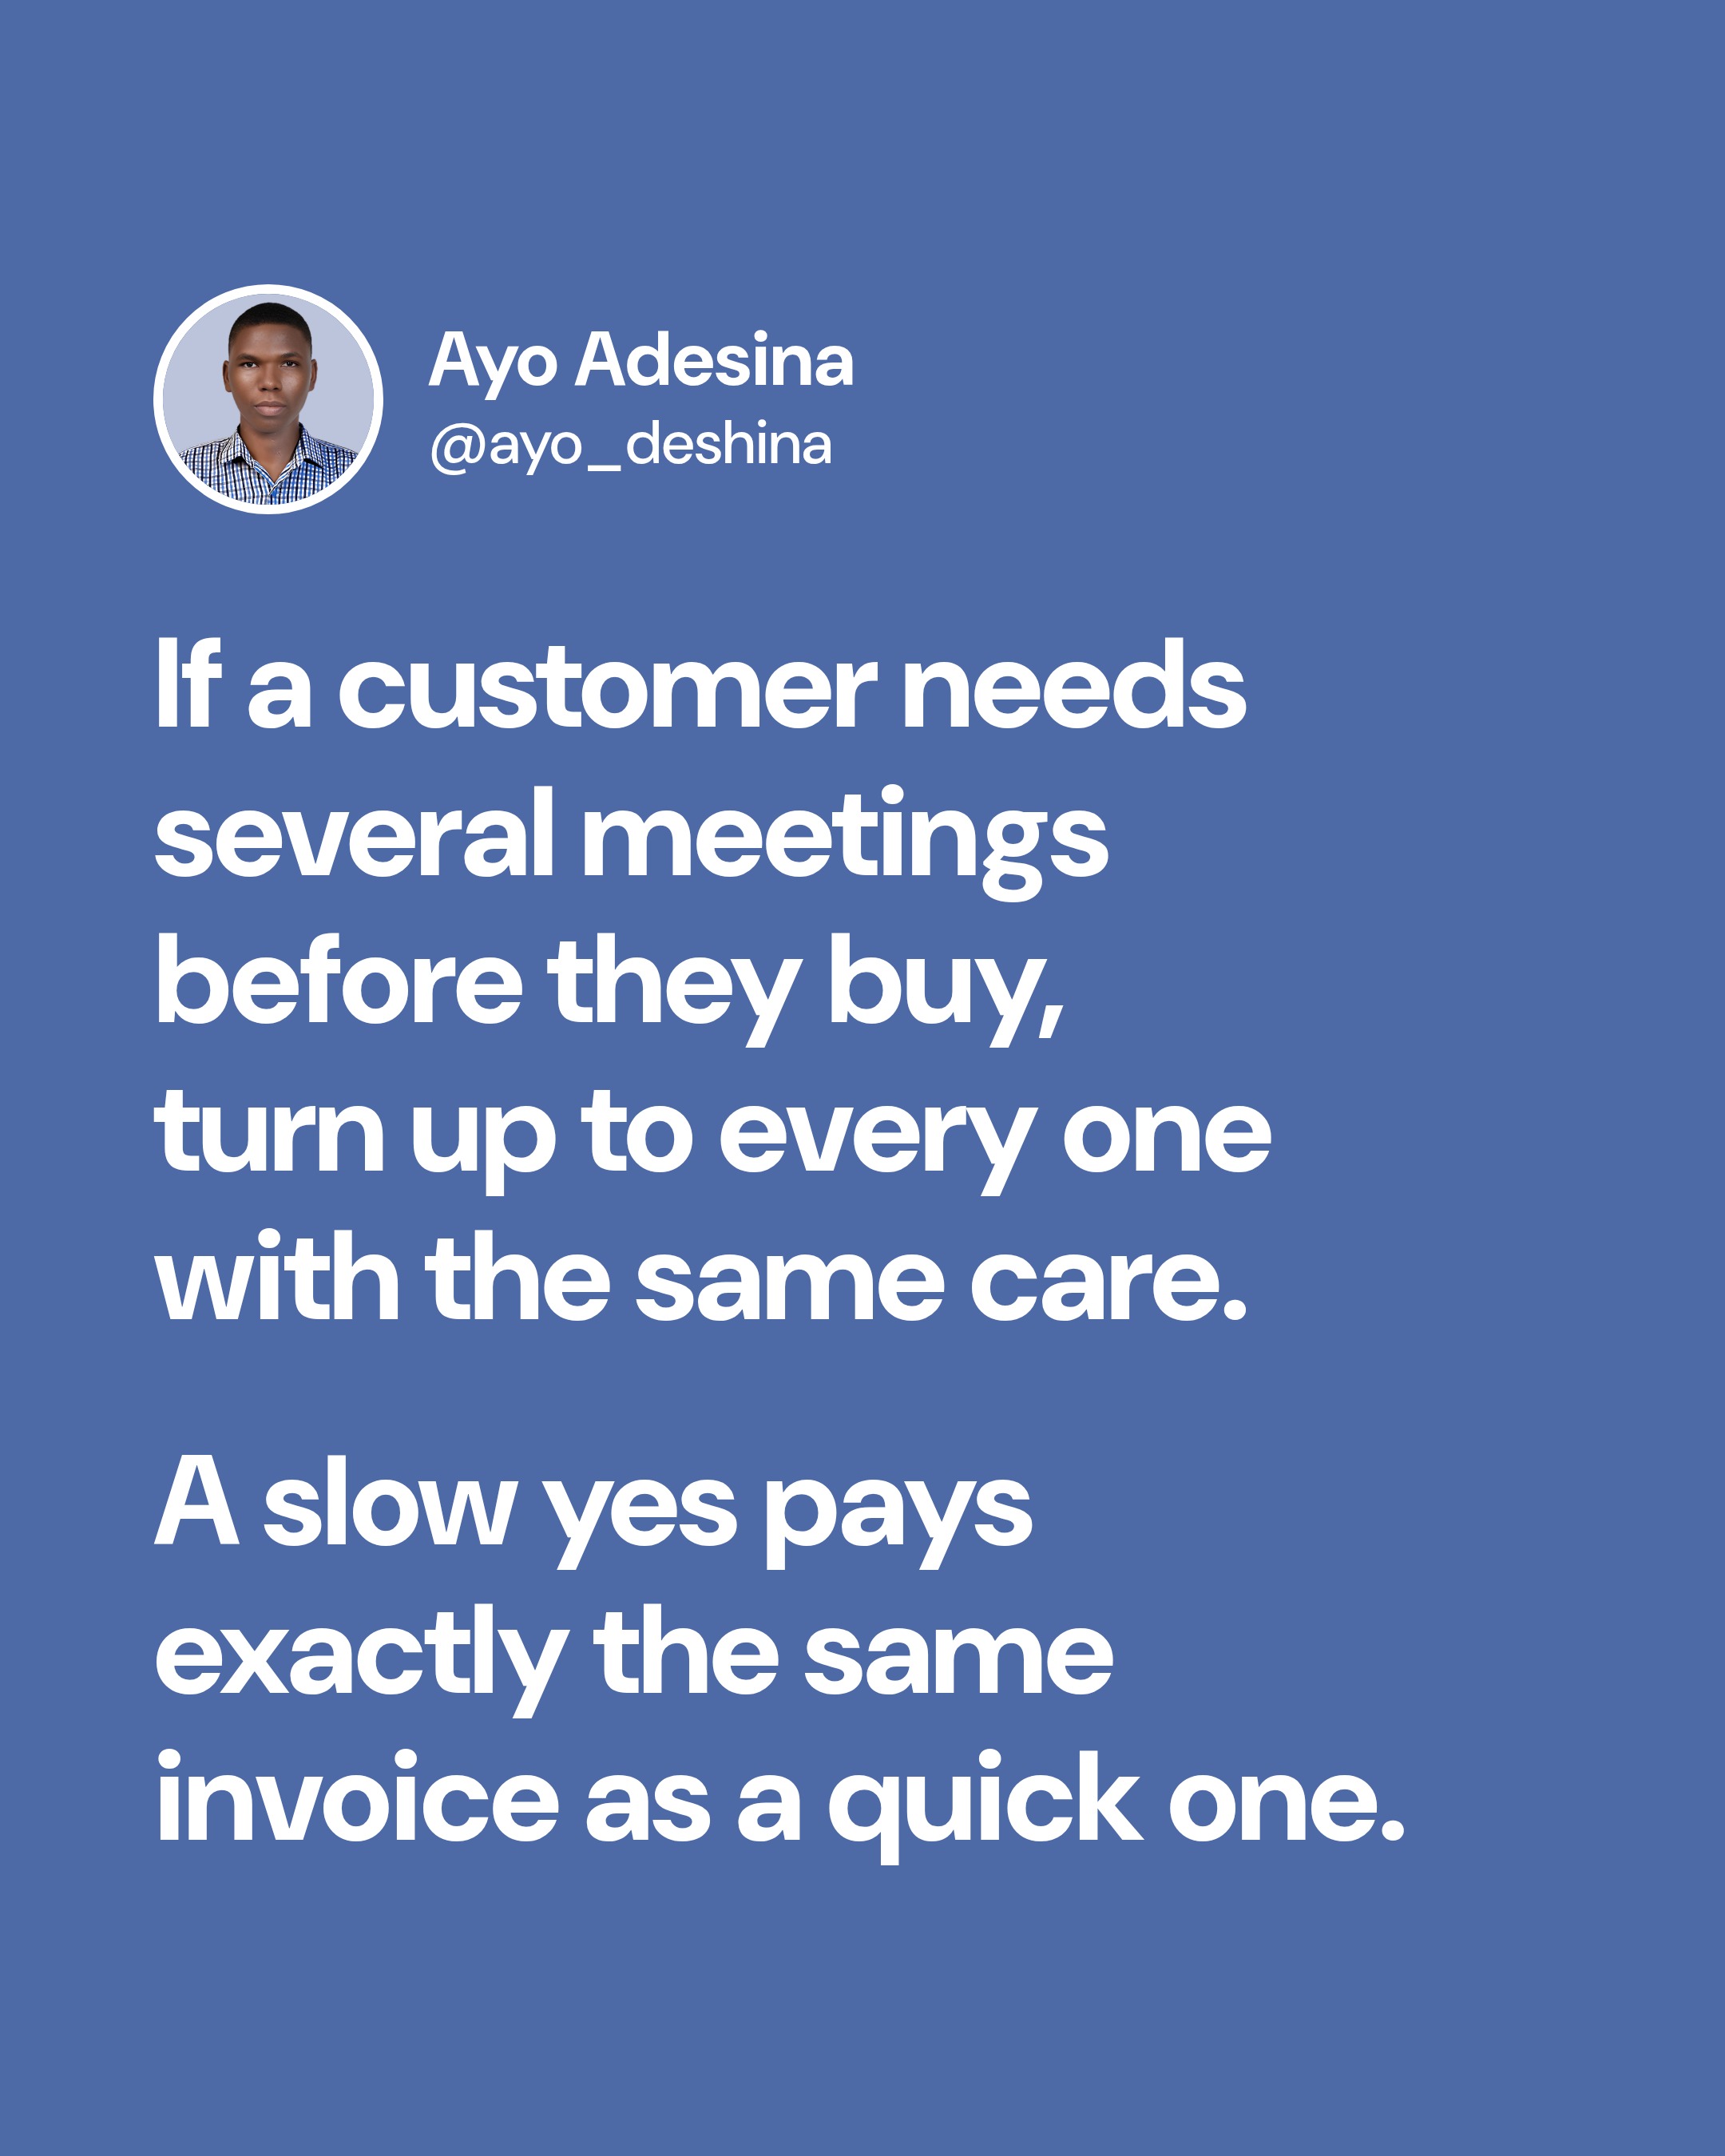 Ayo Adesina
@ayo_deshina
If a customer needs
several meetings
before they buy,
turn up to every one
with the same care.
A slow yes pays
exactly the same
invoice as a quick one.